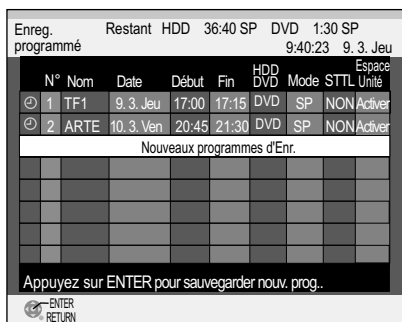 Enreg. programmé Restant HDD 36:40 SP DVD 1:30 SP
9:40:23 9. 3. Jeu
N° Nom Date Début Fin HDD DVD Mode STTL Espace Unité
1 TF1 9. 3. Jeu 17:00 17:15 DVD SP NON Activer
2 ARTE 10. 3. Ven 20:45 21:30 DVD SP NON Activer
Nouveaux programmes d'Enr.
Appuyez sur ENTER pour sauvegarder nouv. prog..
ENTER
RETURN